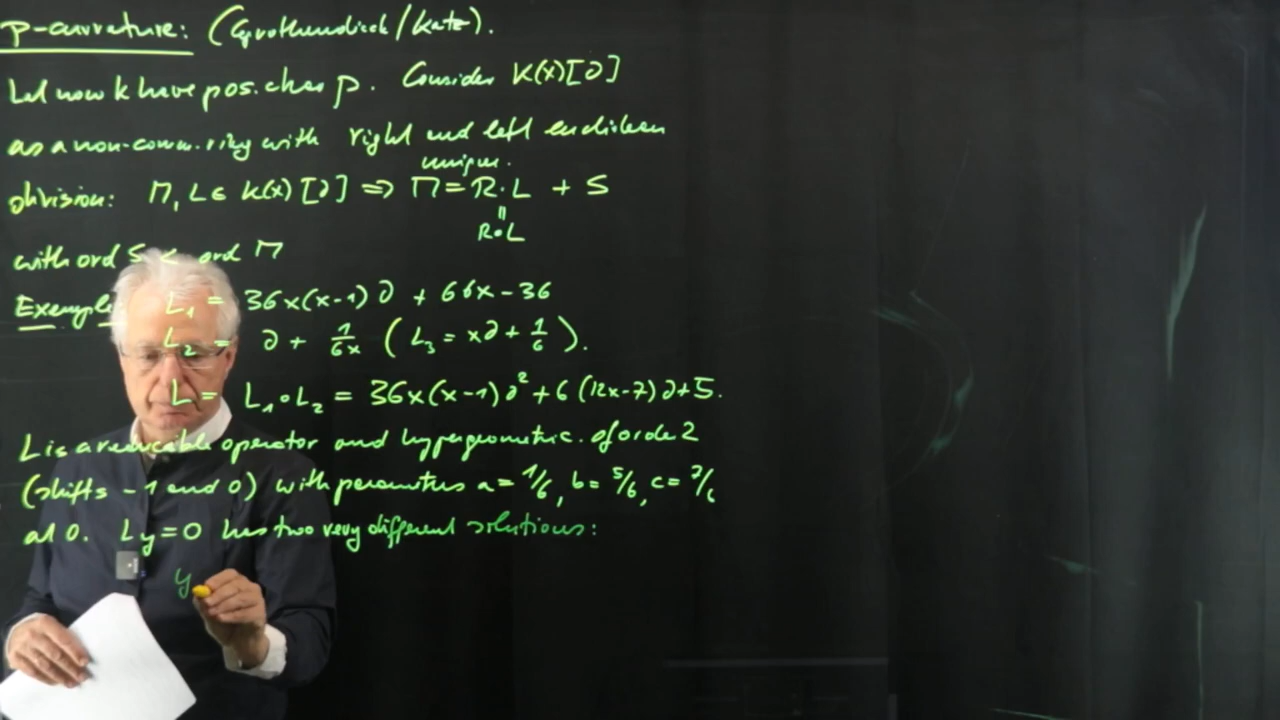 p-curvature: (Grothendieck/Katz).
Let now k have pos. char p. Consider K(x)[∂]
as a non-comm. ring with right and left euclidean
unique.
division: M, L ∈ K(x)[∂] ⇒ M = R·L + S
=
R∘L
with ord S < ord M
Example L₁ = 36x(x-1)∂ + 66x-36
L₂ = ∂ + 1/6x (L₃ = x∂ + 1/6).
L = L₁∘L₂ = 36x(x-1)∂² + 6(12x-7)∂+5.
L is a reducible operator and hypergeometric. of order 2
(shifts -1 and 0) with parameters a = 1/6, b = 5/6, c = 7/6
at 0. Ly=0 has two very different solutions:
y